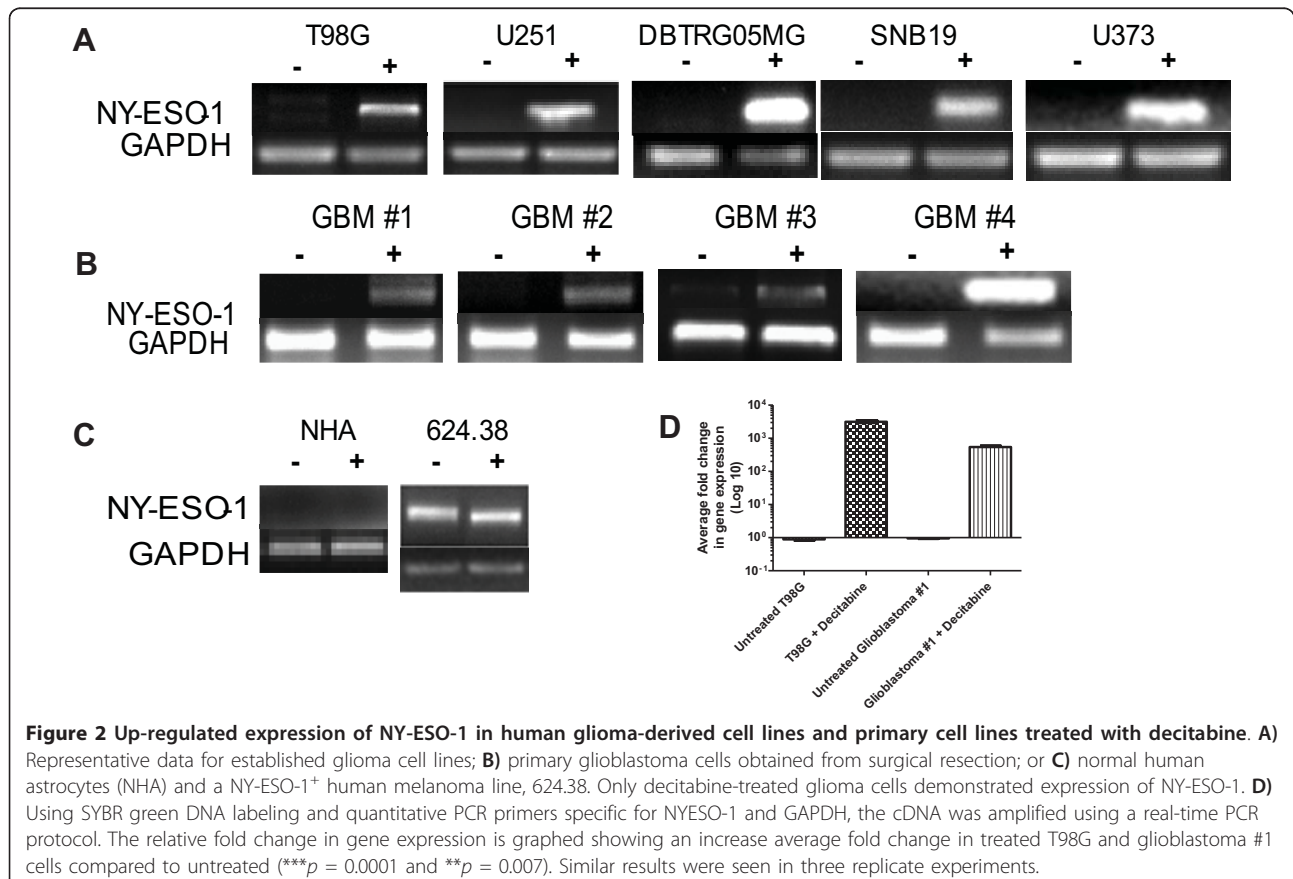 A
T98G U251 DBTRG05MG SNB19 U373
- + - + - + - + - +
NY-ESO-1
GAPDH
GBM #1 GBM #2 GBM #3 GBM #4
B
- + - + - + - +
NY-ESO-1
GAPDH
C
NHA 624.38
- + - +
NY-ESO-1
GAPDH
D
Average fold change
in gene expression
(Log 10)
10⁴
10³
10²
10¹
10⁰
10⁻¹
Untreated T98G
T98G + Decitabine
Untreated Glioblastoma #1
Glioblastoma #1 + Decitabine
Figure 2 Up-regulated expression of NY-ESO-1 in human glioma-derived cell lines and primary cell lines treated with decitabine. A)
Representative data for established glioma cell lines; B) primary glioblastoma cells obtained from surgical resection; or C) normal human
astrocytes (NHA) and a NY-ESO-1⁺ human melanoma line, 624.38. Only decitabine-treated glioma cells demonstrated expression of NY-ESO-1. D)
Using SYBR green DNA labeling and quantitative PCR primers specific for NYESO-1 and GAPDH, the cDNA was amplified using a real-time PCR
protocol. The relative fold change in gene expression is graphed showing an increase average fold change in treated T98G and glioblastoma #1
cells compared to untreated (***p = 0.0001 and **p = 0.007). Similar results were seen in three replicate experiments.